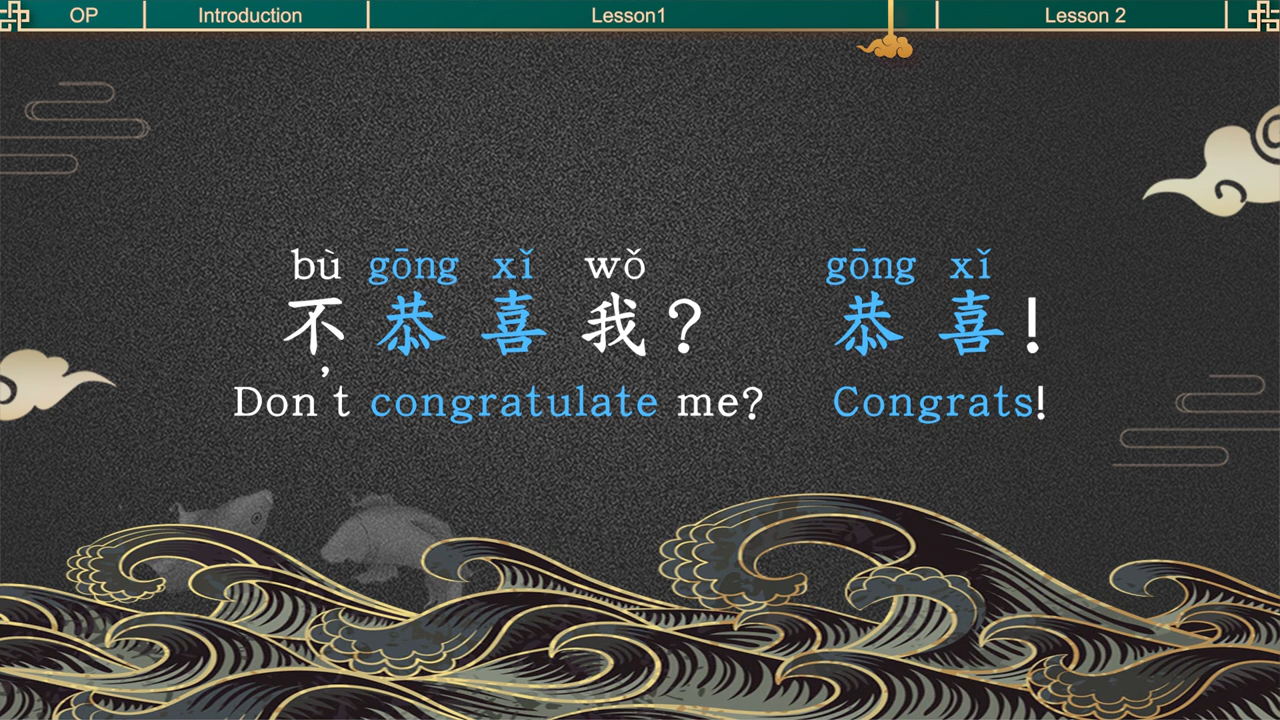 OP Introduction Lesson1 Lesson 2
bù gōng xǐ wǒ gōng xǐ
不恭喜我？ 恭喜！
Don't congratulate me? Congrats!